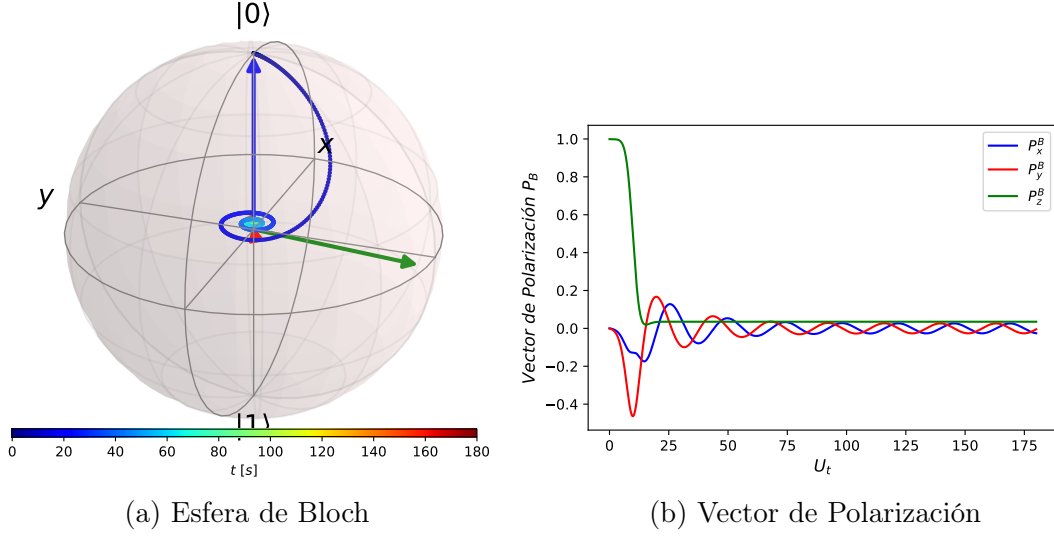 |0⟩
x
y
|1⟩
0 20 40 60 80 100 120 140 160 180
t [s]
(a) Esfera de Bloch
Vector de Polarización P_B
1.0
0.8
0.6
0.4
0.2
0.0
−0.2
−0.4
P_x^B
P_y^B
P_z^B
0 25 50 75 100 125 150 175
U_t
(b) Vector de Polarización